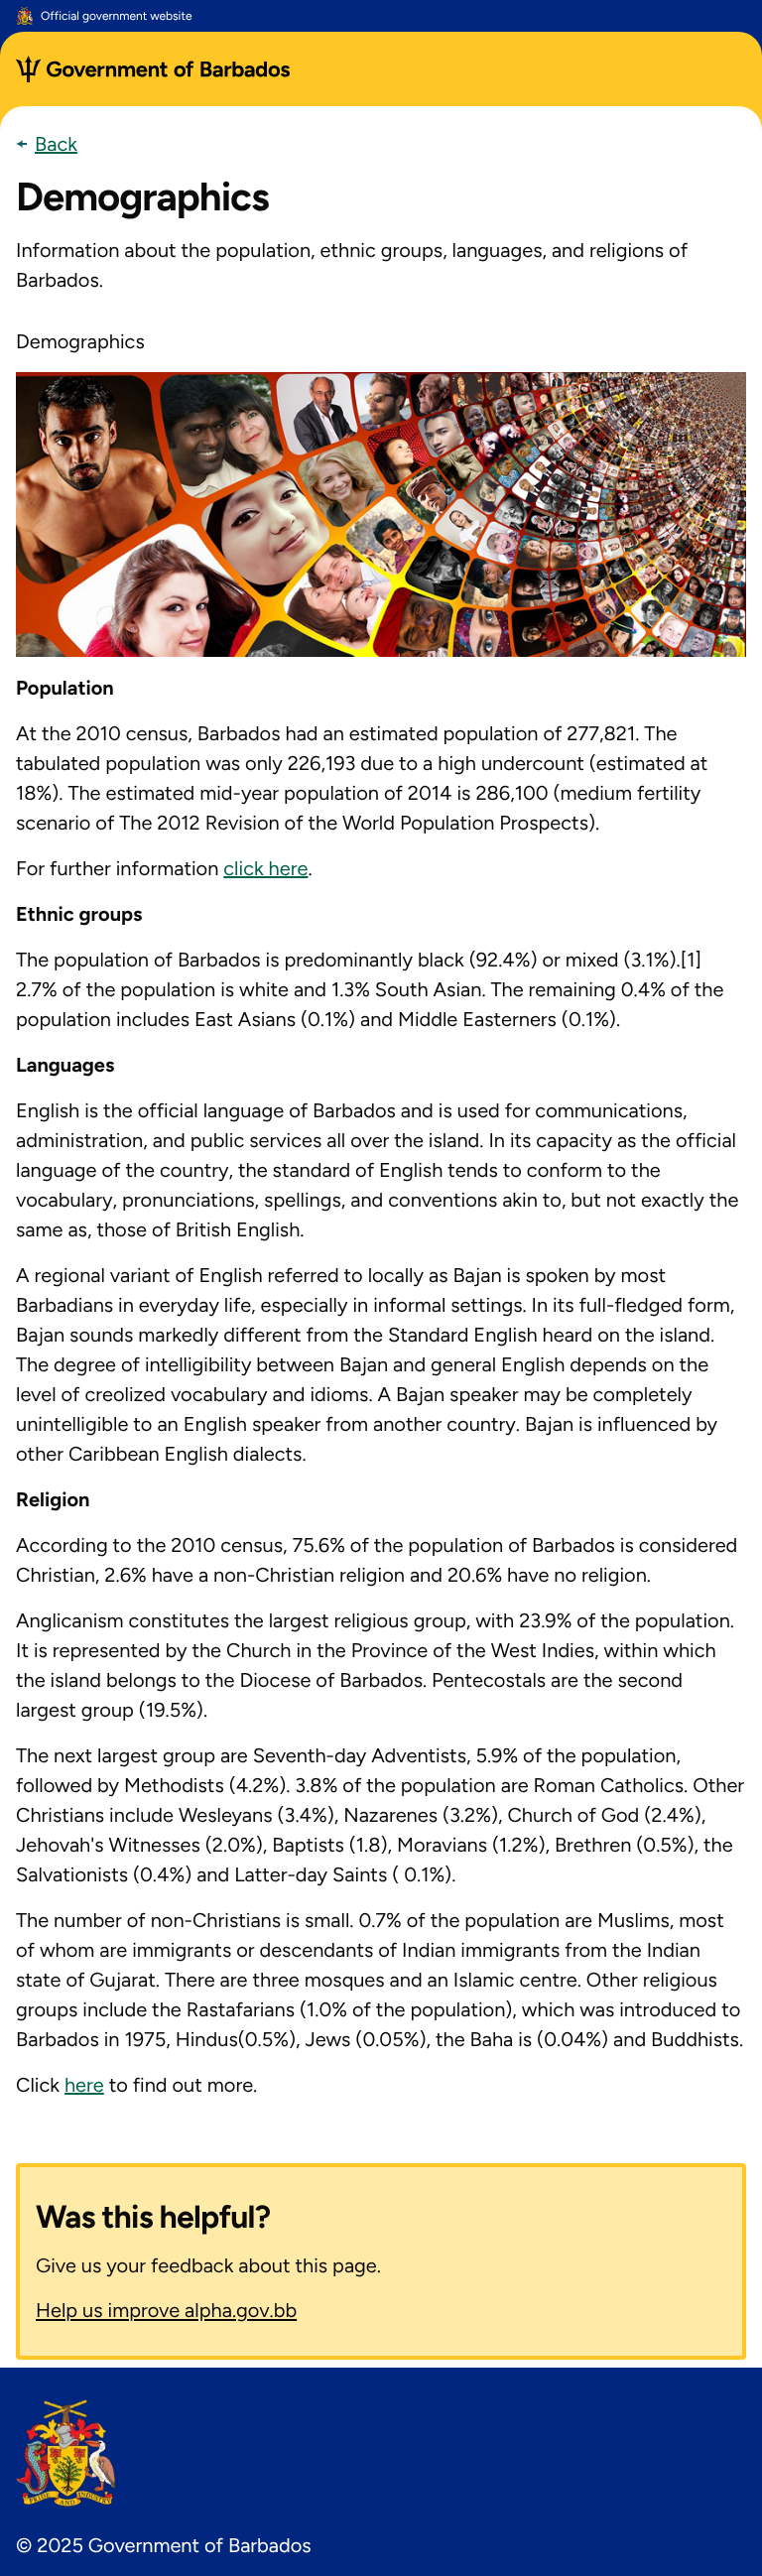 Official government website
Government of Barbados
← Back
Demographics
Information about the population, ethnic groups, languages, and religions of
Barbados.
Demographics
Population
At the 2010 census, Barbados had an estimated population of 277,821. The
tabulated population was only 226,193 due to a high undercount (estimated at
18%). The estimated mid-year population of 2014 is 286,100 (medium fertility
scenario of The 2012 Revision of the World Population Prospects).
For further information click here.
Ethnic groups
The population of Barbados is predominantly black (92.4%) or mixed (3.1%).[1]
2.7% of the population is white and 1.3% South Asian. The remaining 0.4% of the
population includes East Asians (0.1%) and Middle Easterners (0.1%).
Languages
English is the official language of Barbados and is used for communications,
administration, and public services all over the island. In its capacity as the official
language of the country, the standard of English tends to conform to the
vocabulary, pronunciations, spellings, and conventions akin to, but not exactly the
same as, those of British English.
A regional variant of English referred to locally as Bajan is spoken by most
Barbadians in everyday life, especially in informal settings. In its full-fledged form,
Bajan sounds markedly different from the Standard English heard on the island.
The degree of intelligibility between Bajan and general English depends on the
level of creolized vocabulary and idioms. A Bajan speaker may be completely
unintelligible to an English speaker from another country. Bajan is influenced by
other Caribbean English dialects.
Religion
According to the 2010 census, 75.6% of the population of Barbados is considered
Christian, 2.6% have a non-Christian religion and 20.6% have no religion.
Anglicanism constitutes the largest religious group, with 23.9% of the population.
It is represented by the Church in the Province of the West Indies, within which
the island belongs to the Diocese of Barbados. Pentecostals are the second
largest group (19.5%).
The next largest group are Seventh-day Adventists, 5.9% of the population,
followed by Methodists (4.2%). 3.8% of the population are Roman Catholics. Other
Christians include Wesleyans (3.4%), Nazarenes (3.2%), Church of God (2.4%),
Jehovah's Witnesses (2.0%), Baptists (1.8), Moravians (1.2%), Brethren (0.5%), the
Salvationists (0.4%) and Latter-day Saints ( 0.1%).
The number of non-Christians is small. 0.7% of the population are Muslims, most
of whom are immigrants or descendants of Indian immigrants from the Indian
state of Gujarat. There are three mosques and an Islamic centre. Other religious
groups include the Rastafarians (1.0% of the population), which was introduced to
Barbados in 1975, Hindus(0.5%), Jews (0.05%), the Baha is (0.04%) and Buddhists.
Click here to find out more.
Was this helpful?
Give us your feedback about this page.
Help us improve alpha.gov.bb
PRIDE AND INDUSTRY
© 2025 Government of Barbados